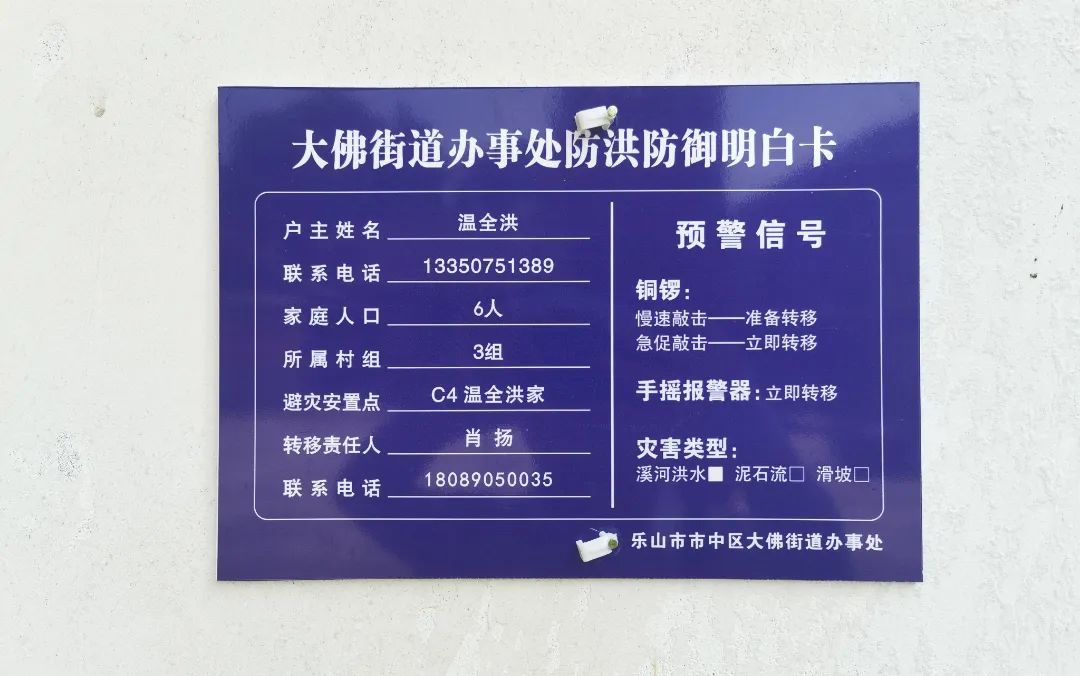 大佛街道办事处防洪防御明白卡
户主姓名 温全洪
联系电话 13350751389
家庭人口 6人
所属村组 3组
避灾安置点 C4温全洪家
转移责任人 肖扬
联系电话 18089050035
预警信号
铜锣：
慢速敲击——准备转移
急促敲击——立即转移
手摇报警器：立即转移
灾害类型：
溪河洪水■ 泥石流□ 滑坡□
乐山市市中区大佛街道办事处